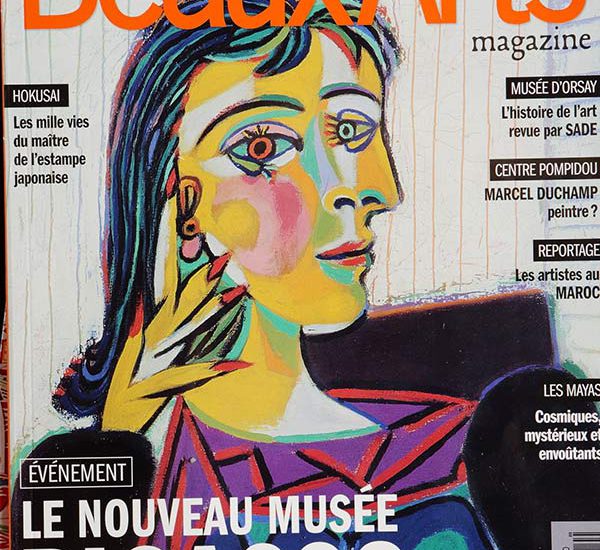 BeauxArts
magazine
HOKUSAI
Les mille vies
du maître
de l'estampe
japonaise
MUSÉE D'ORSAY
L'histoire de l'art
revue par SADE
CENTRE POMPIDOU
MARCEL DUCHAMP
peintre ?
REPORTAGE
Les artistes au
MAROC
LES MAYAS
Cosmiques,
mystérieux et
envoûtants
ÉVÉNEMENT
LE NOUVEAU MUSÉE
PICASSO